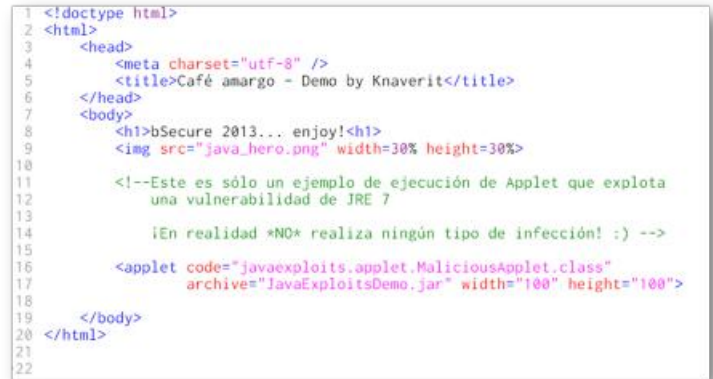 1 <!doctype html>
2 <html>
3 <head>
4 <meta charset="utf-8" />
5 <title>Café amargo - Demo by Knaverit</title>
6 </head>
7 <body>
8 <h1>bSecure 2013... enjoy!<h1>
9 <img src="java_hero.png" width=30% height=30%>
10
11 <!--Este es sólo un ejemplo de ejecución de Applet que explota
12 una vulnerabilidad de JRE 7
13
14 ¡En realidad *NO* realiza ningún tipo de infección! :) -->
15
16 <applet code="javaexploits.applet.MaliciousApplet.class"
17 archive="JavaExploitsDemo.jar" width="100" height="100">
18
19 </body>
20 </html>
21
22